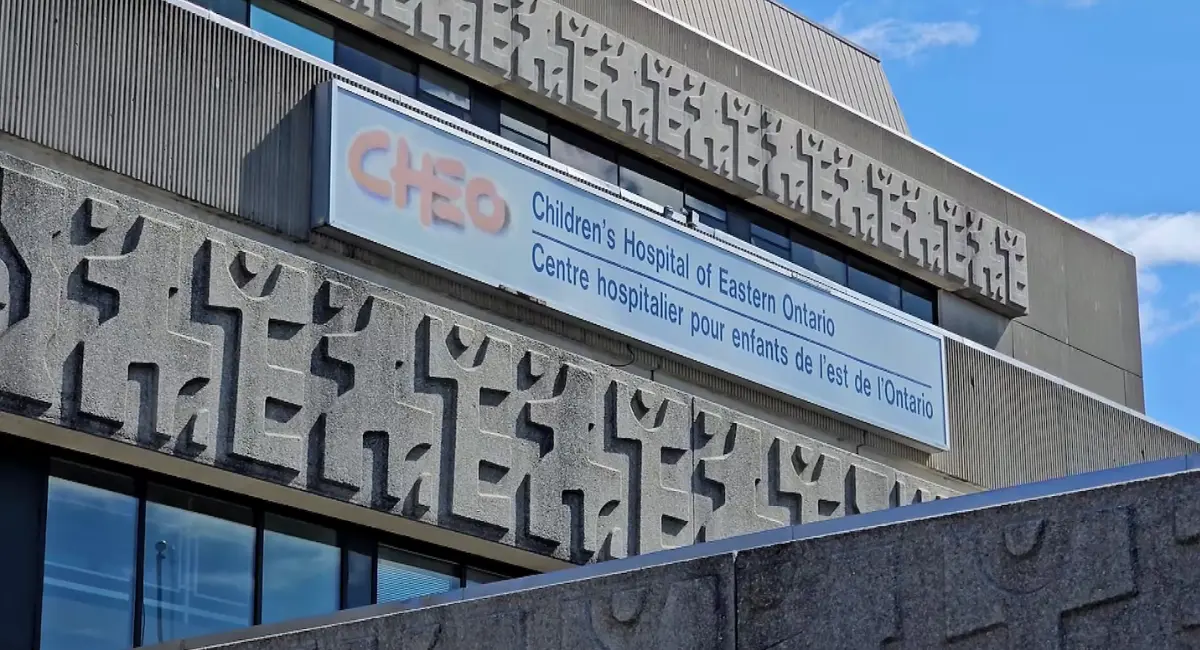 CHEO
Children's Hospital of Eastern Ontario
Centre hospitalier pour enfants de l'est de l'Ontario